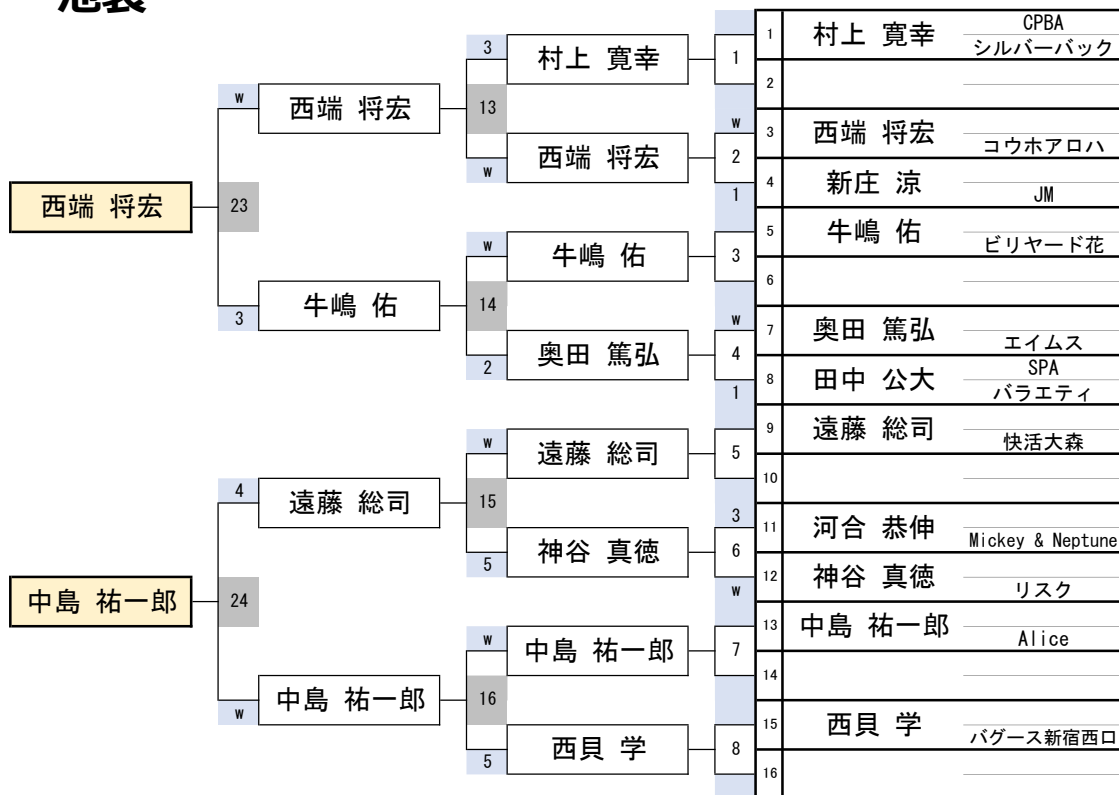 池袋
1 村上 寛幸 CPBA
シルバーバック
2
3 西端 将宏 コウホアロハ
4 新庄 涼 JM
5 牛嶋 佑 ビリヤード花
6
7 奥田 篤弘 エイムス
8 田中 公大 SPA
バラエティ
9 遠藤 総司 快活大森
10
11 河合 恭伸 Mickey & Neptune
12 神谷 真徳 リスク
13 中島 祐一郎 Alice
14
15 西貝 学 バグース新宿西口
16
1
W
2
1
3
W
4
1
5
3
6
W
7
8
3 村上 寛幸
13
W 西端 将宏
W 牛嶋 佑
14
2 奥田 篤弘
W 遠藤 総司
15
5 神谷 真徳
W 中島 祐一郎
16
5 西貝 学
W 西端 将宏
23
3 牛嶋 佑
4 遠藤 総司
24
W 中島 祐一郎
西端 将宏
中島 祐一郎